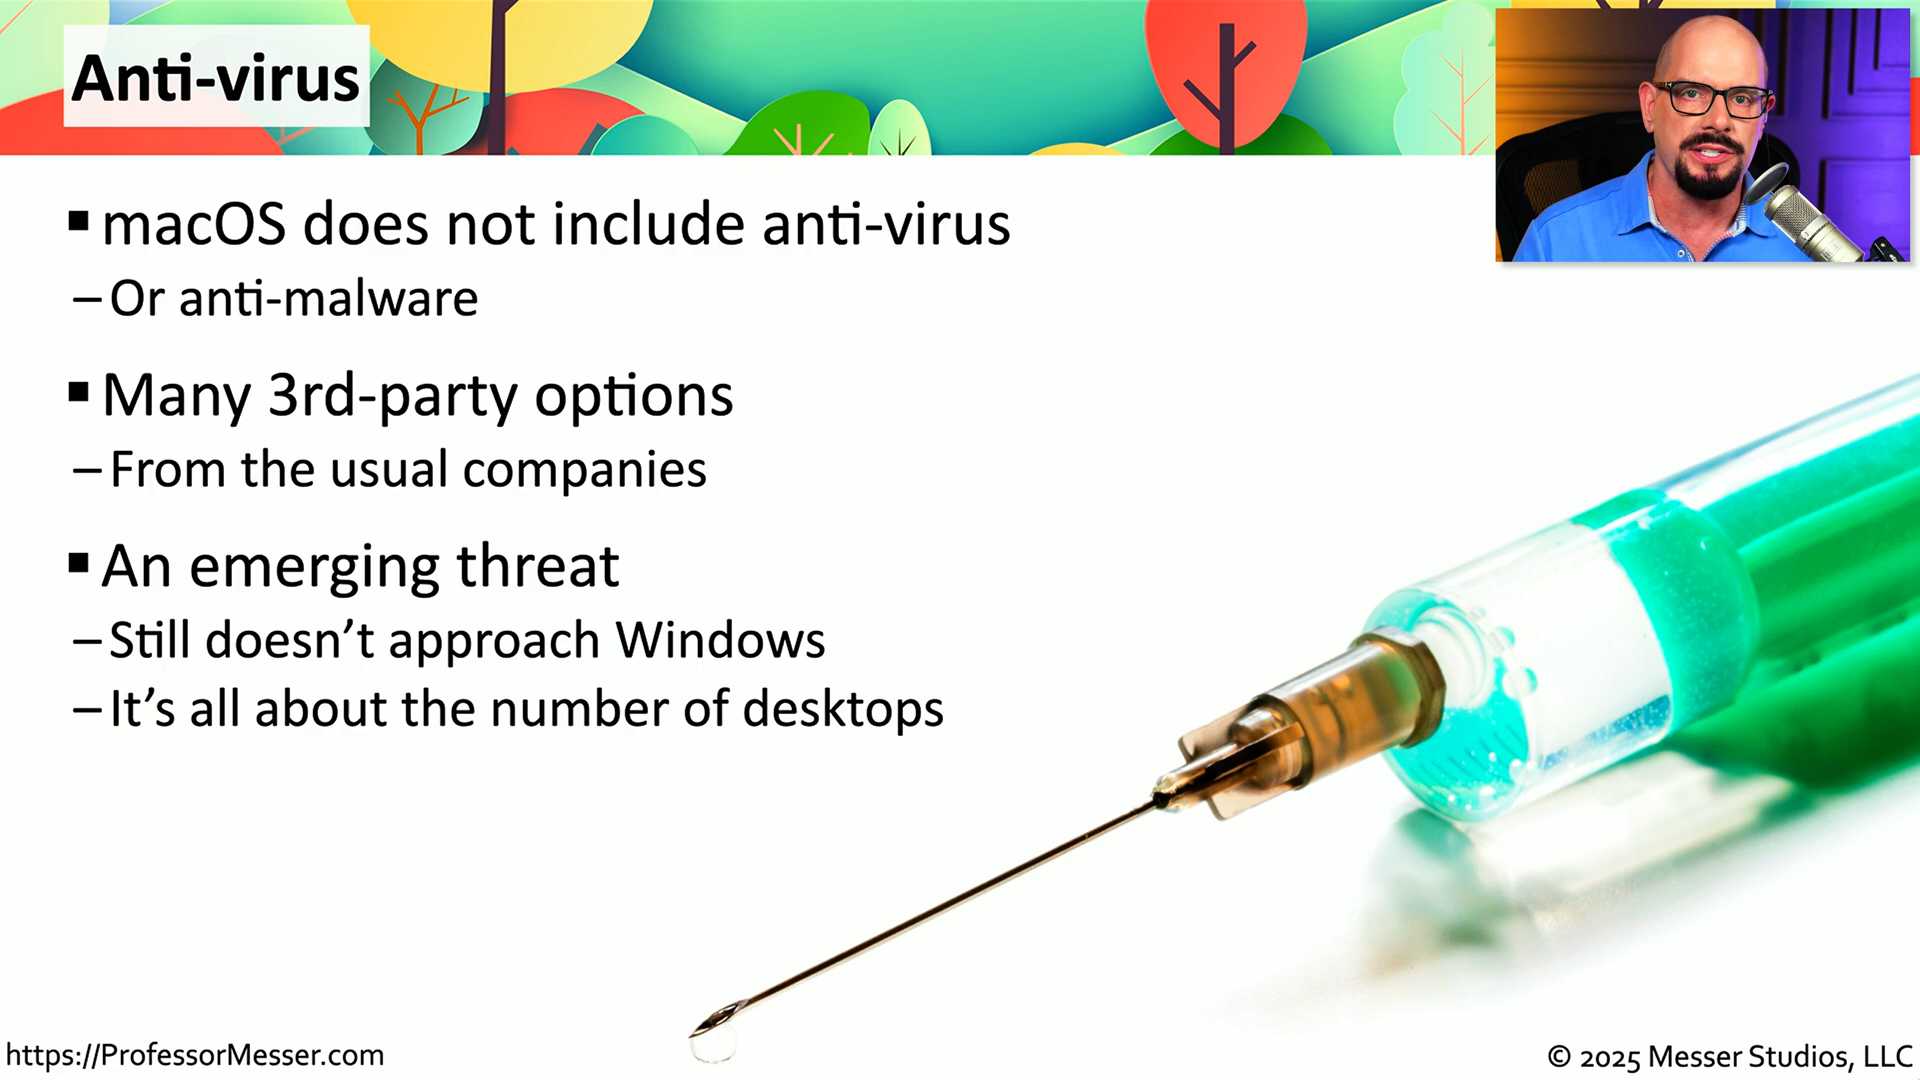 Anti-virus
▪ macOS does not include anti-virus
– Or anti-malware
▪ Many 3rd-party options
– From the usual companies
▪ An emerging threat
– Still doesn’t approach Windows
– It’s all about the number of desktops
https://ProfessorMesser.com
© 2025 Messer Studios, LLC